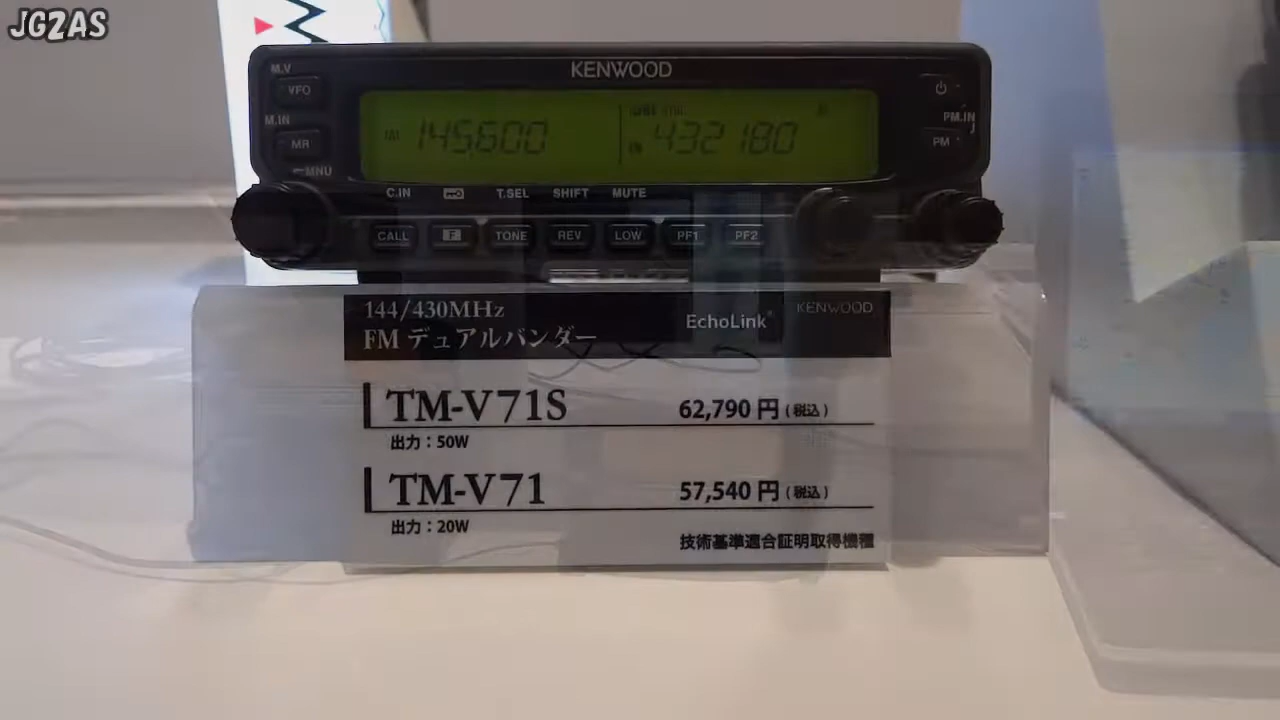 JG2AS
KENWOOD
M.V
VFO
M.IN
MR
MNU
145.600
432 180
PM.IN
PM
C.IN
T.SEL
SHIFT
MUTE
CALL
F
TONE
REV
LOW
PF1
PF2
144/430MHz
FM デュアルバンダー
EchoLink
KENWOOD
TM-V71S
62,790 円 (税込)
出力:50W
TM-V71
57,540 円 (税込)
出力:20W
技術基準適合証明取得機種